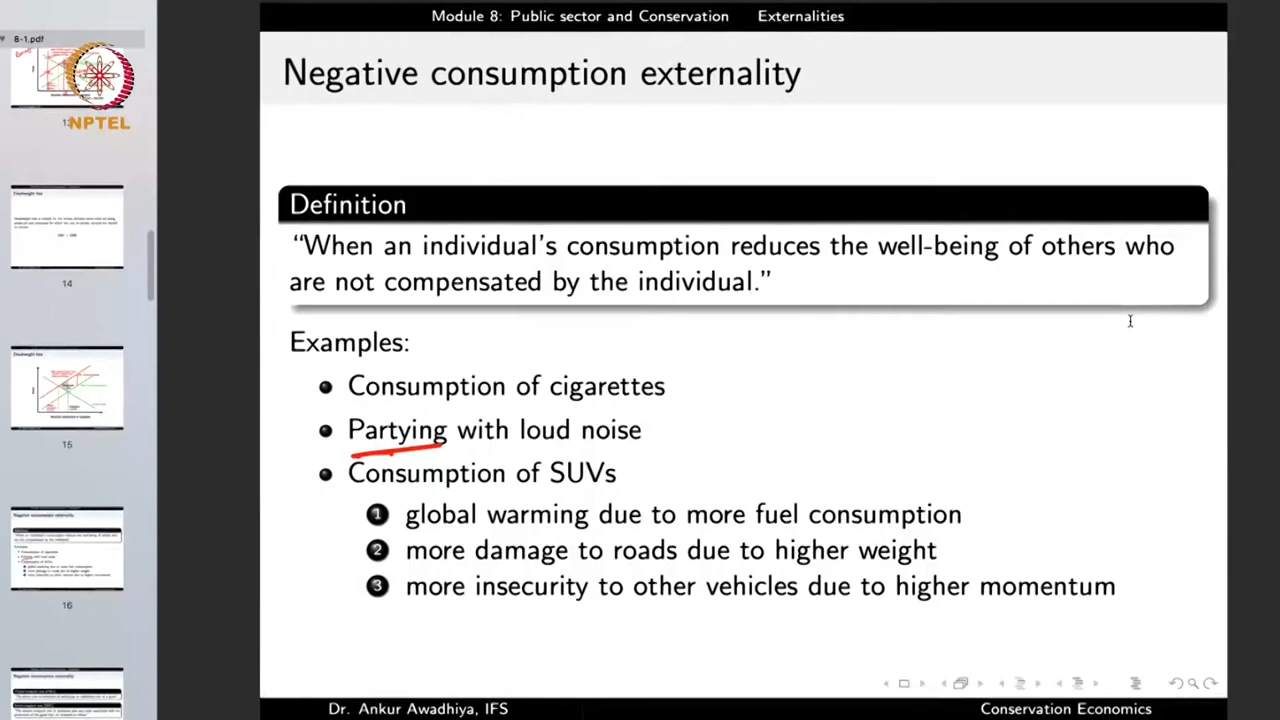 Module 8: Public sector and Conservation Externalities
8-1.pdf
NPTEL
Negative consumption externality
Definition
“When an individual's consumption reduces the well-being of others who
are not compensated by the individual.”
Examples:
Consumption of cigarettes
Partying with loud noise
Consumption of SUVs
1 global warming due to more fuel consumption
2 more damage to roads due to higher weight
3 more insecurity to other vehicles due to higher momentum
14
15
16
Dr. Ankur Awadhiya, IFS Conservation Economics